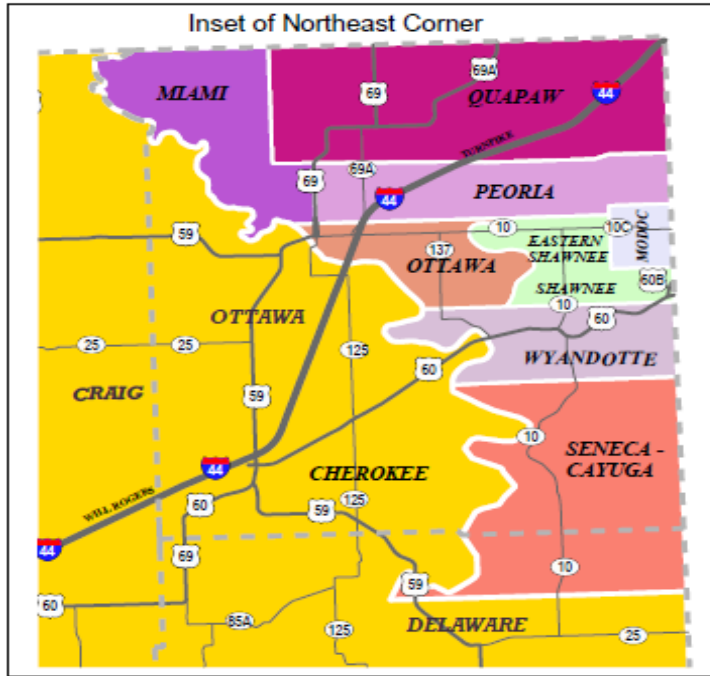 Inset of Northeast Corner
MIAMI
69
69A
QUAPAW
44
TURNPIKE
69
69A
44
PEORIA
59
10
10C
MODOC
137
EASTERN
SHAWNEE
OTTAWA
60B
SHAWNEE
OTTAWA
10
60
25
25
125
WYANDOTTE
60
CRAIG
59
10
SENECA -
CAYUGA
44
CHEROKEE
WILL ROGERS
60
59
125
44
69
10
59
60
85A
125
DELAWARE
25